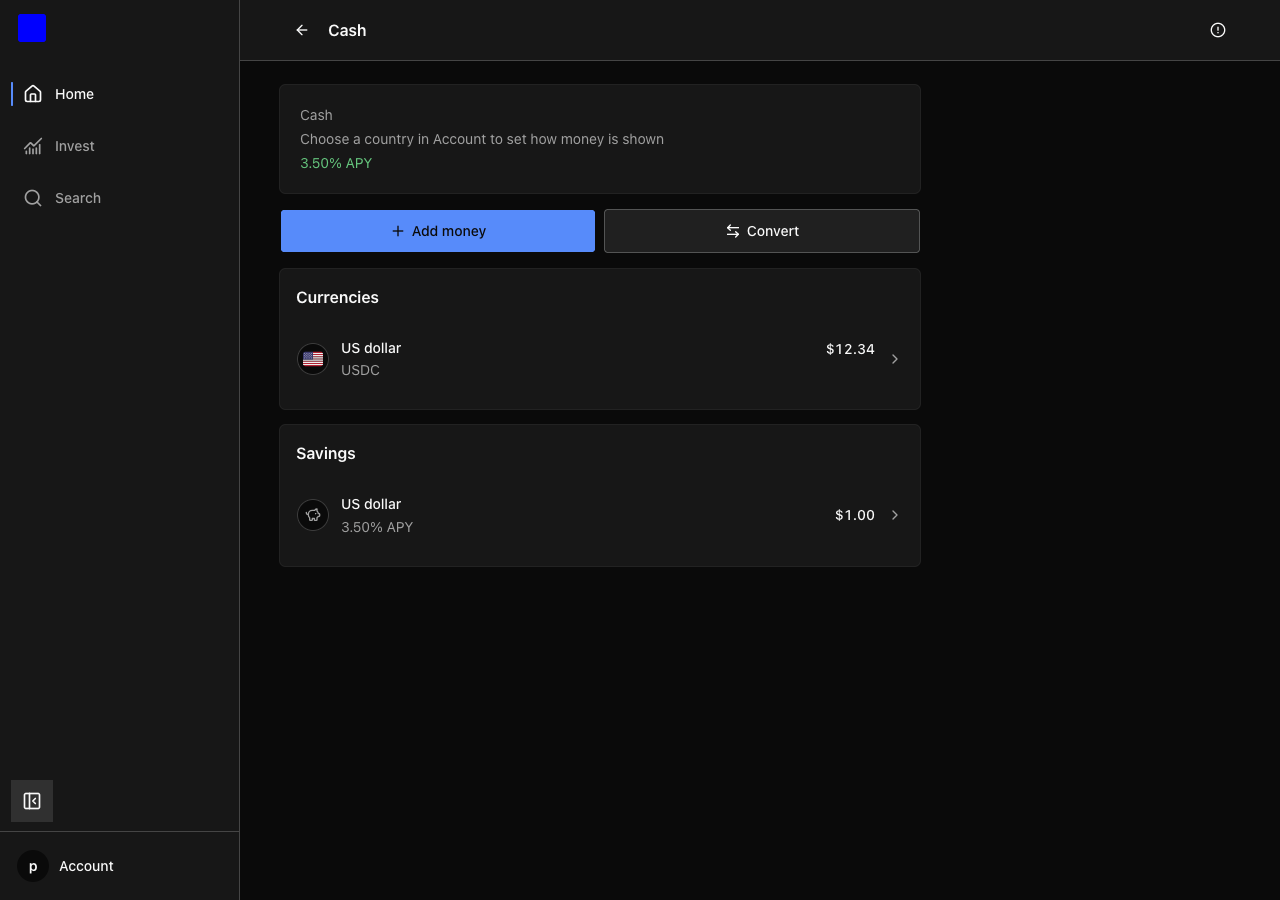 Cash
Home
Invest
Search
Cash
Choose a country in Account to set how money is shown
3.50% APY
Add money
Convert
Currencies
US dollar
$12.34
USDC
Savings
US dollar
$1.00
3.50% APY
p
Account